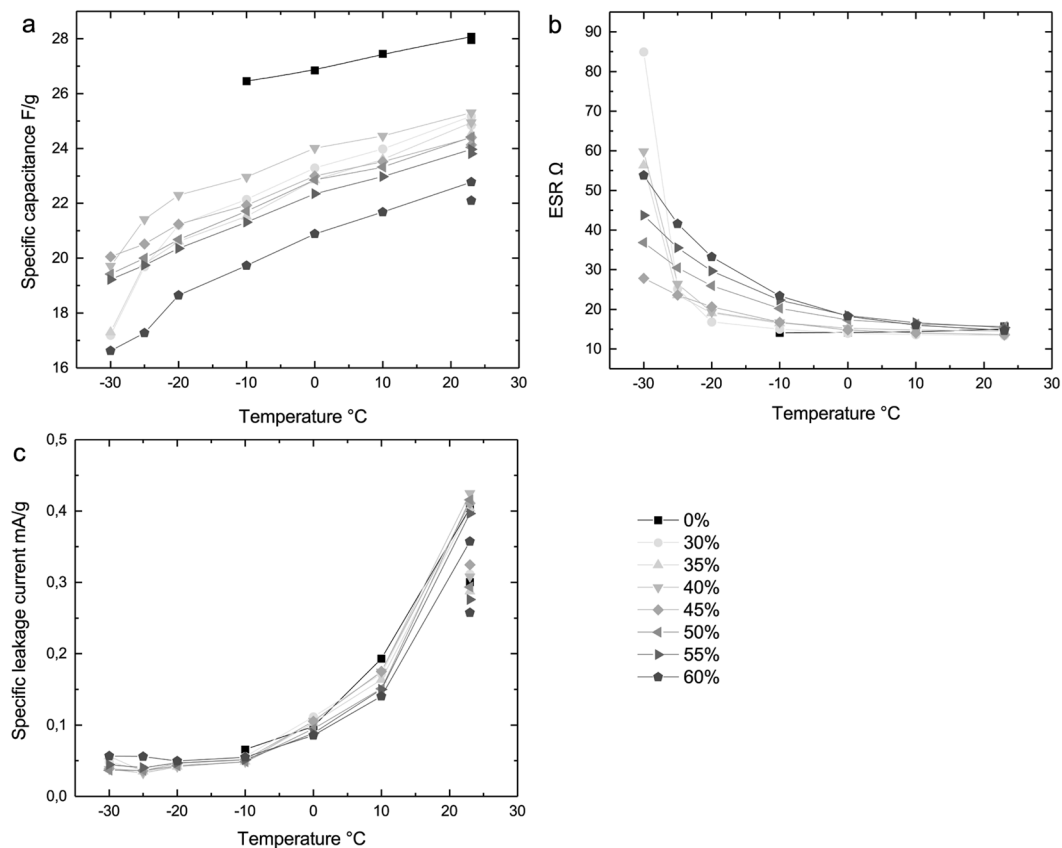 a
28
26
24
22
20
18
16
Specific capacitance F/g
-30 -20 -10 0 10 20 30
Temperature °C
b
90
80
70
60
50
40
30
20
10
ESR Ω
-30 -20 -10 0 10 20 30
Temperature °C
c
0,5
0,4
0,3
0,2
0,1
0,0
Specific leakage current mA/g
-30 -20 -10 0 10 20 30
Temperature °C
0%
30%
35%
40%
45%
50%
55%
60%